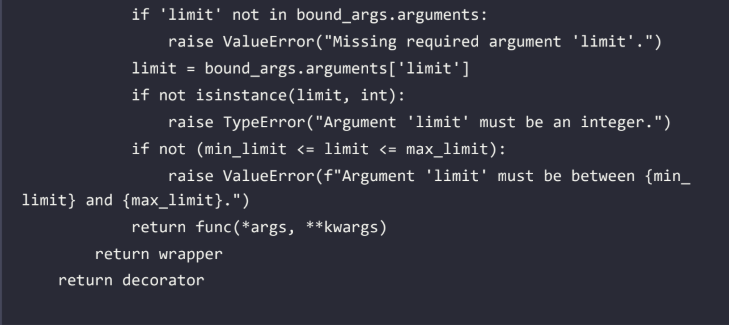 if 'limit' not in bound_args.arguments:
                raise ValueError("Missing required argument 'limit'.")
            limit = bound_args.arguments['limit']
            if not isinstance(limit, int):
                raise TypeError("Argument 'limit' must be an integer.")
            if not (min_limit <= limit <= max_limit):
                raise ValueError(f"Argument 'limit' must be between {min_
limit} and {max_limit}.")
            return func(*args, **kwargs)
        return wrapper
    return decorator